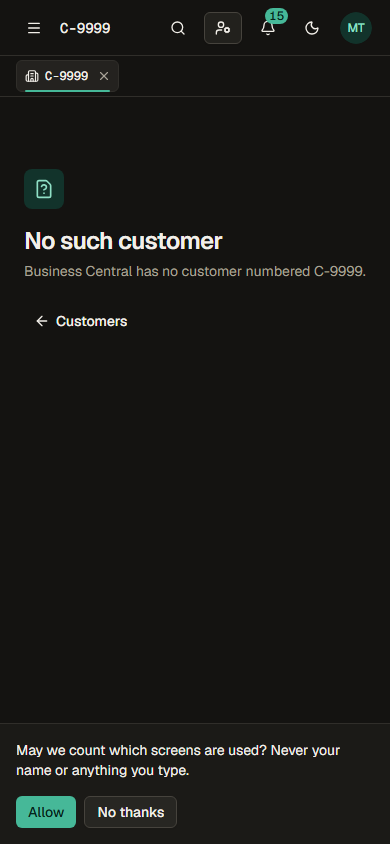 C-9999
15
MT
C-9999
No such customer
Business Central has no customer numbered C-9999.
Customers
May we count which screens are used? Never your
name or anything you type.
Allow
No thanks